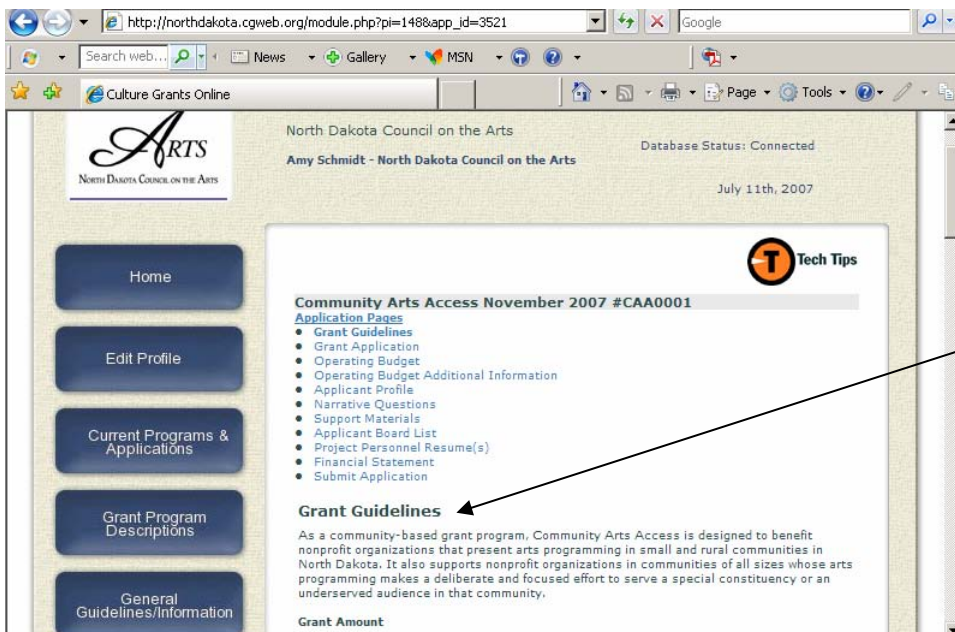 http://northdakota.cgweb.org/module.php?pi=148&app_id=3521
Google
Search web...
News
Gallery
MSN
Culture Grants Online
Page
Tools
ARTS
NORTH DAKOTA COUNCIL ON THE ARTS
North Dakota Council on the Arts
Amy Schmidt - North Dakota Council on the Arts
Database Status: Connected
July 11th, 2007
Home
Edit Profile
Current Programs &
Applications
Grant Program
Descriptions
General
Guidelines/Information
T Tech Tips
Community Arts Access November 2007 #CAA0001
Application Pages
Grant Guidelines
Grant Application
Operating Budget
Operating Budget Additional Information
Applicant Profile
Narrative Questions
Support Materials
Applicant Board List
Project Personnel Resume(s)
Financial Statement
Submit Application
Grant Guidelines
As a community-based grant program, Community Arts Access is designed to benefit
nonprofit organizations that present arts programming in small and rural communities in
North Dakota. It also supports nonprofit organizations in communities of all sizes whose arts
programming makes a deliberate and focused effort to serve a special constituency or an
underserved audience in that community.
Grant Amount